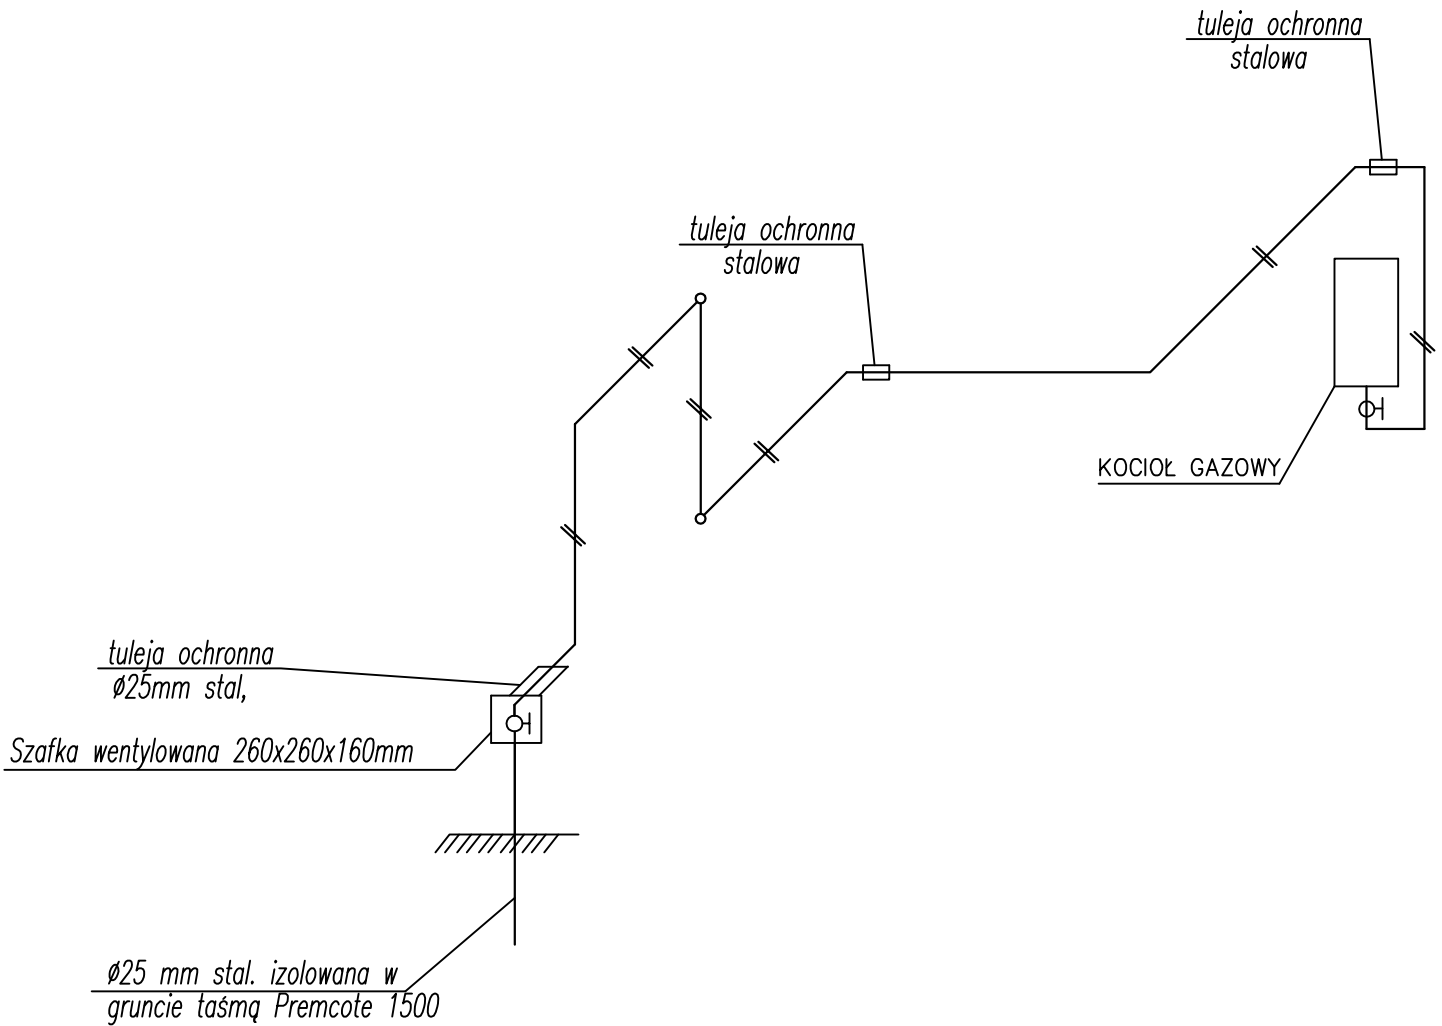 tuleja ochronna
stalowa
tuleja ochronna
stalowa
KOCIOŁ GAZOWY
tuleja ochronna
ø25mm stal,
Szafka wentylowana 260x260x160mm
ø25 mm stal. izolowana w
gruncie taśmą Premcote 1500